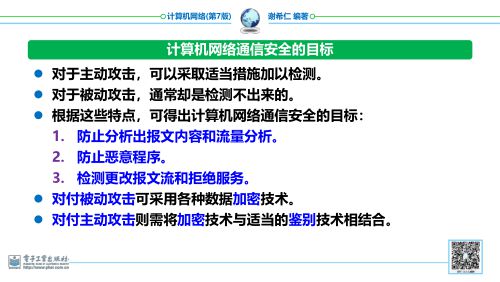 计算机网络(第7版)
谢希仁 编著
计算机网络通信安全的目标
● 对于主动攻击，可以采取适当措施加以检测。
● 对于被动攻击，通常却是检测不出来的。
● 根据这些特点，可得出计算机网络通信安全的目标：
1. 防止分析出报文内容和流量分析。
2. 防止恶意程序。
3. 检测更改报文流和拒绝服务。
● 对付被动攻击可采用各种数据加密技术。
● 对付主动攻击则需将加密技术与适当的鉴别技术相结合。
电子工业出版社
http://www.phei.com.cn